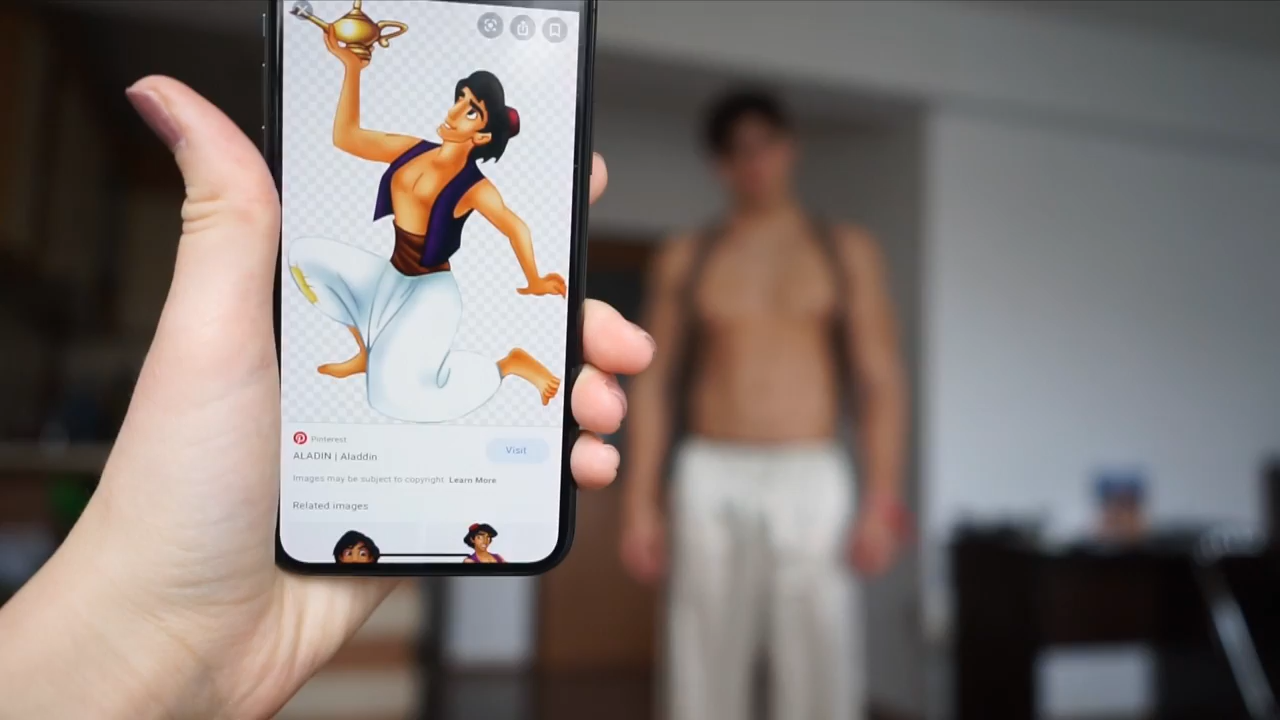 Pinterest
ALADIN | Aladdin
Visit
Images may be subject to copyright. Learn More
Related images